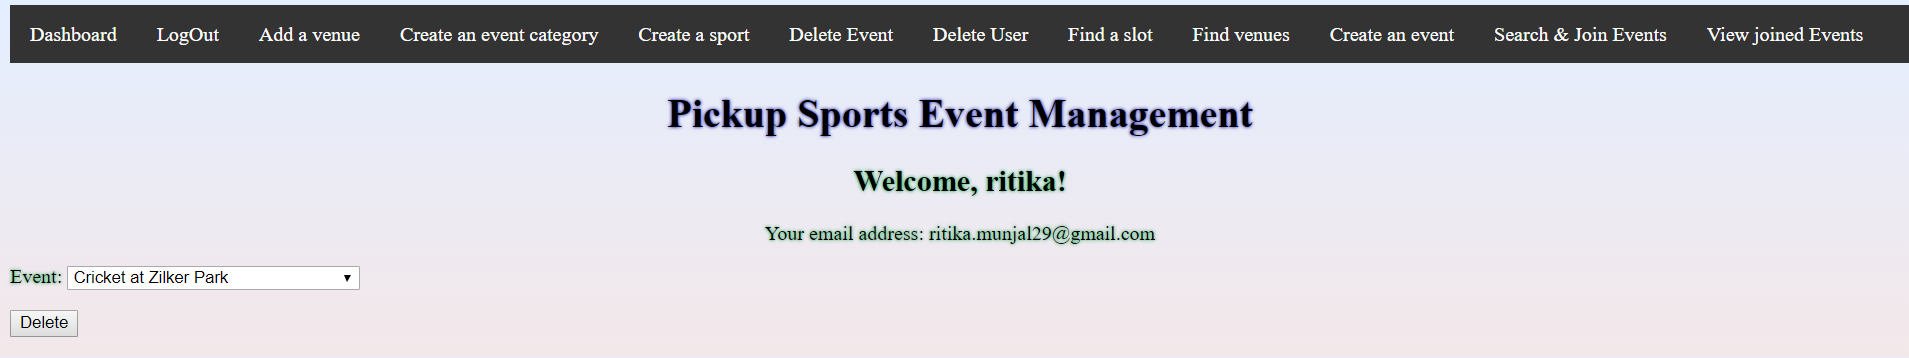 Dashboard LogOut Add a venue Create an event category Create a sport Delete Event Delete User Find a slot Find venues Create an event Search & Join Events View joined Events
Pickup Sports Event Management
Welcome, ritika!
Your email address: ritika.munjal29@gmail.com
Event: Cricket at Zilker Park
Delete